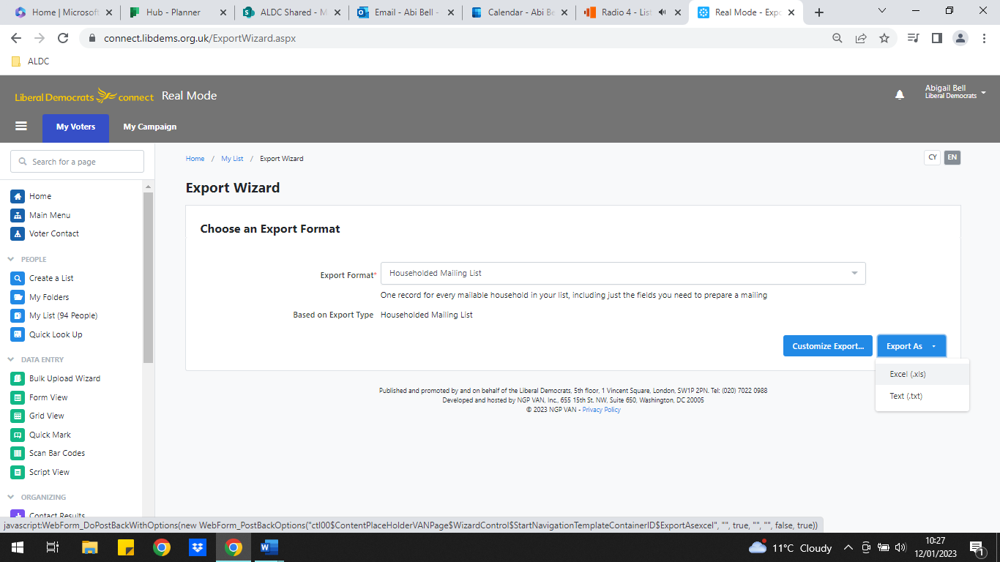 Home | Microsoft
Hub - Planner
ALDC Shared - M
Email - Abi Bell -
Calendar - Abi Be
Radio 4 - List
Real Mode - Expo
connect.libdems.org.uk/ExportWizard.aspx
ALDC
Liberal Democrats connect Real Mode
Abigail Bell
Liberal Democrats
My Voters
My Campaign
Search for a page
Home / My List / Export Wizard
CY EN
Home
Main Menu
Voter Contact
PEOPLE
Create a List
My Folders
My List (94 People)
Quick Look Up
DATA ENTRY
Bulk Upload Wizard
Form View
Grid View
Quick Mark
Scan Bar Codes
Script View
ORGANIZING
Contact Results
Export Wizard
Choose an Export Format
Export Format* Householded Mailing List
One record for every mailable household in your list, including just the fields you need to prepare a mailing
Based on Export Type Householded Mailing List
Customize Export... Export As
Excel (.xls)
Text (.txt)
Published and promoted by and on behalf of the Liberal Democrats, 5th floor, 1 Vincent Square, London, SW1P 2PN. Tel: (020) 7022 0988
Developed and hosted by NGP VAN, Inc., 655 15th St. NW, Suite 650, Washington, DC 20005
© 2023 NGP VAN - Privacy Policy
javascript:WebForm_DoPostBackWithOptions(new WebForm_PostBackOptions("ctl00$ContentPlaceHolderVANPage$WizardControl$StartNavigationTemplateContainerID$ExportAsexcel", "", true, "", "", false, true))
11°C Cloudy
10:27
12/01/2023
1